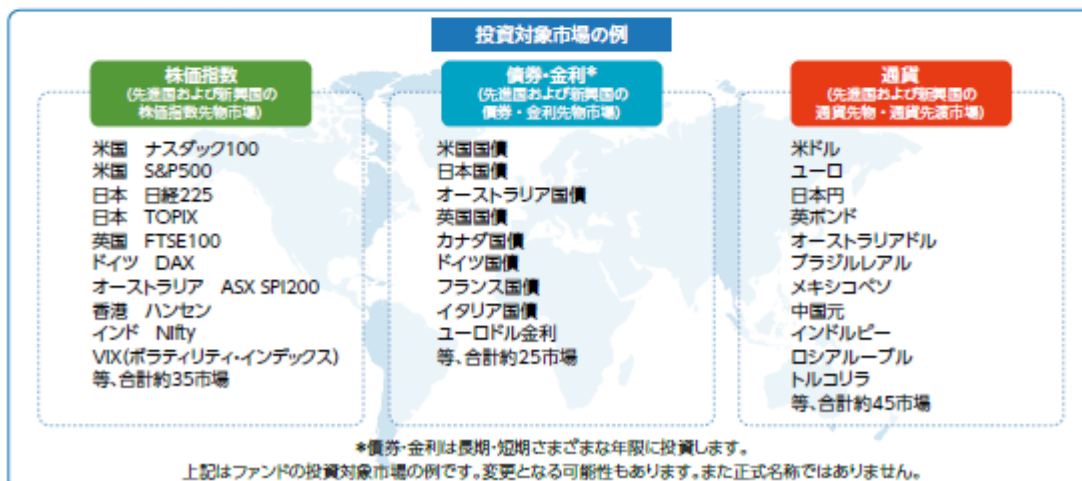 投資対象市場の例
株価指数
(先進国および新興国の
株価指数先物市場)
米国　ナスダック100
米国　S&P500
日本　日経225
日本　TOPIX
英国　FTSE100
ドイツ　DAX
オーストラリア　ASX SPI200
香港　ハンセン
インド　Nifty
VIX(ボラティリティ・インデックス)
等、合計約35市場
債券・金利*
(先進国および新興国の
債券・金利先物市場)
米国国債
日本国債
オーストラリア国債
英国国債
カナダ国債
ドイツ国債
フランス国債
イタリア国債
ユーロドル金利
等、合計約25市場
通貨
(先進国および新興国の
通貨先物・通貨先渡市場)
米ドル
ユーロ
日本円
英ポンド
オーストラリアドル
ブラジルレアル
メキシコペソ
中国元
インドルピー
ロシアルーブル
トルコリラ
等、合計約45市場
*債券・金利は長期・短期さまざまな年限に投資します。
上記はファンドの投資対象市場の例です。変更となる可能性もあります。また正式名称ではありません。